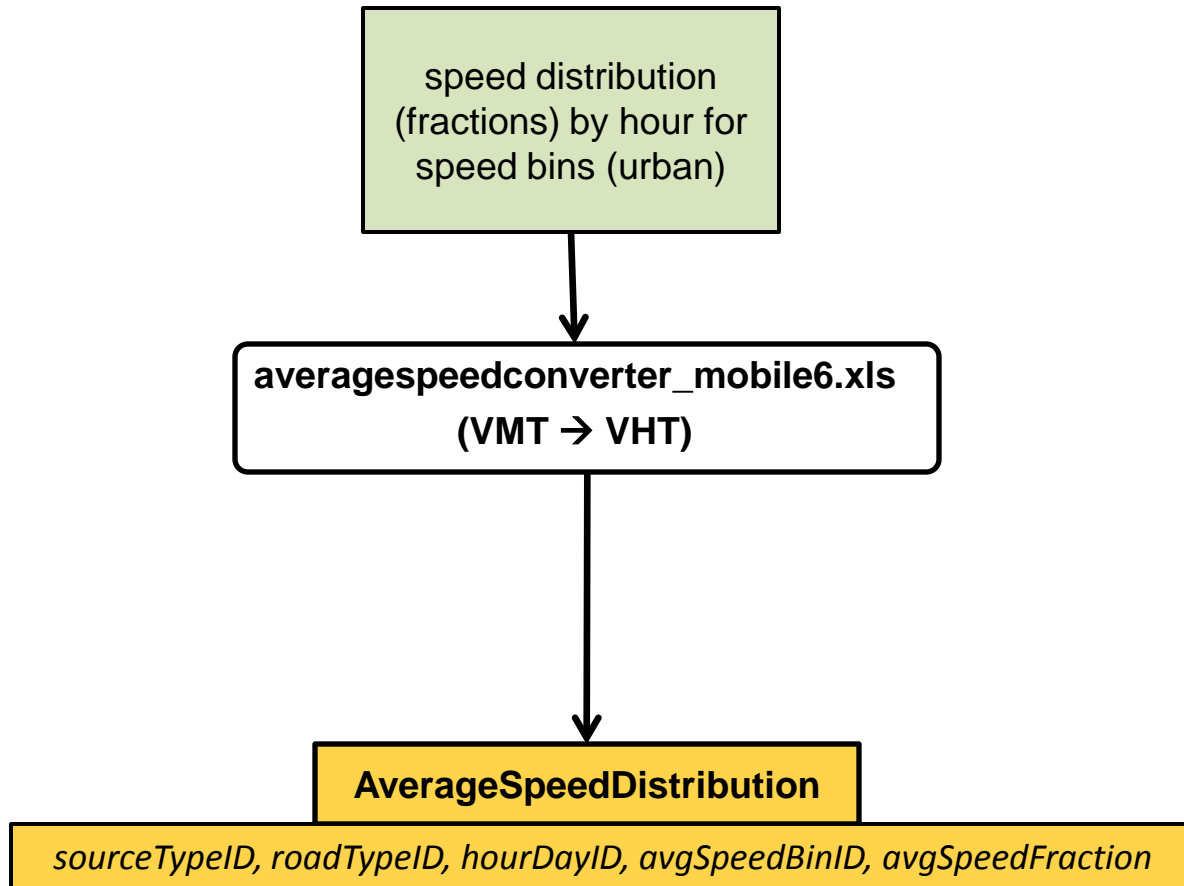 speed distribution
(fractions) by hour for
speed bins (urban)
averagespeedconverter_mobile6.xls
(VMT → VHT)
AverageSpeedDistribution
sourceTypeID, roadTypeID, hourDayID, avgSpeedBinID, avgSpeedFraction